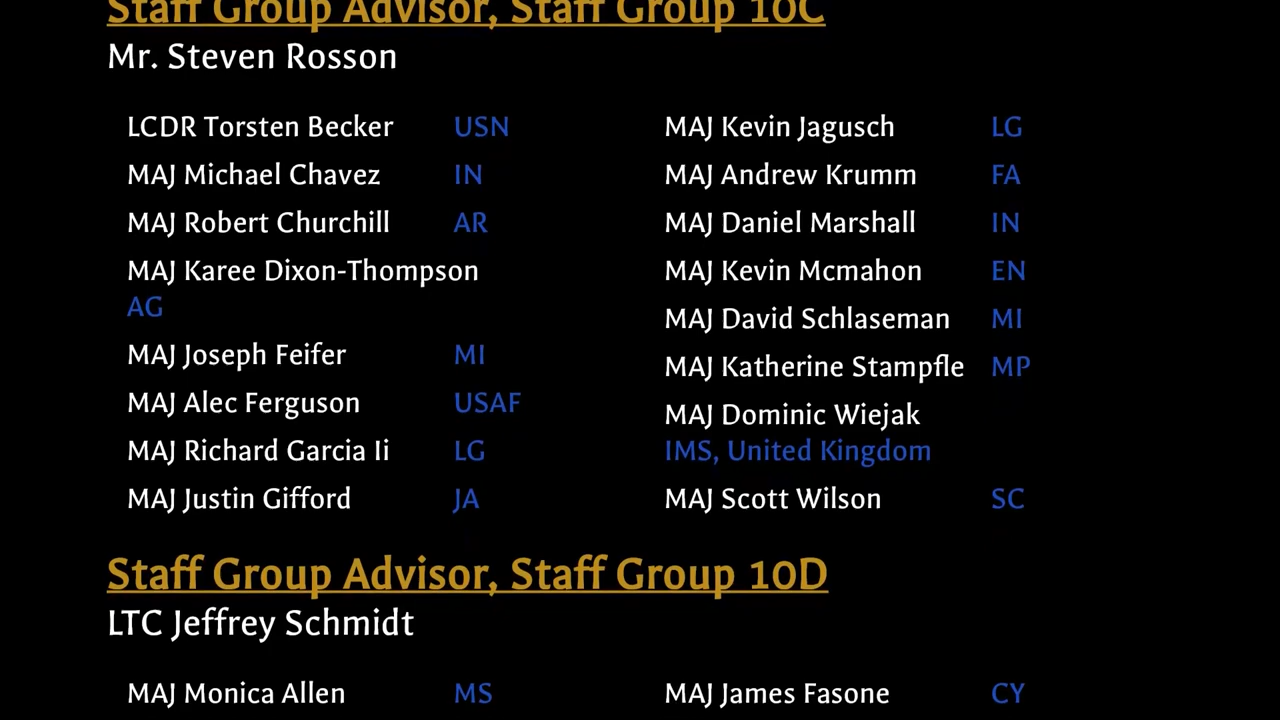 Staff Group Advisor, Staff Group 10C
Mr. Steven Rosson
LCDR Torsten Becker USN
MAJ Michael Chavez IN
MAJ Robert Churchill AR
MAJ Karee Dixon-Thompson
AG
MAJ Joseph Feifer MI
MAJ Alec Ferguson USAF
MAJ Richard Garcia Ii LG
MAJ Justin Gifford JA
MAJ Kevin Jagusch LG
MAJ Andrew Krumm FA
MAJ Daniel Marshall IN
MAJ Kevin Mcmahon EN
MAJ David Schlaseman MI
MAJ Katherine Stampfle MP
MAJ Dominic Wiejak
IMS, United Kingdom
MAJ Scott Wilson SC
Staff Group Advisor, Staff Group 10D
LTC Jeffrey Schmidt
MAJ Monica Allen MS
MAJ James Fasone CY